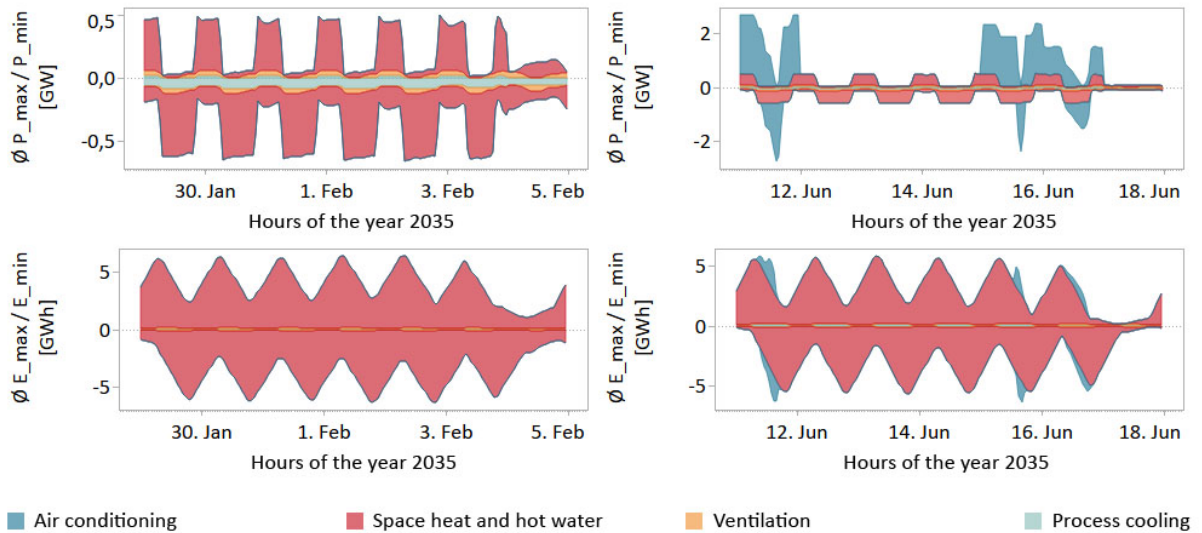 Ø P_max / P_min
[GW]
0,5
0,0
-0,5
30. Jan
1. Feb
3. Feb
5. Feb
Hours of the year 2035
Ø P_max / P_min
[GW]
2
0
-2
12. Jun
14. Jun
16. Jun
18. Jun
Hours of the year 2035
Ø E_max / E_min
[GWh]
5
0
-5
30. Jan
1. Feb
3. Feb
5. Feb
Hours of the year 2035
Ø E_max / E_min
[GWh]
5
0
-5
12. Jun
14. Jun
16. Jun
18. Jun
Hours of the year 2035
Air conditioning
Space heat and hot water
Ventilation
Process cooling